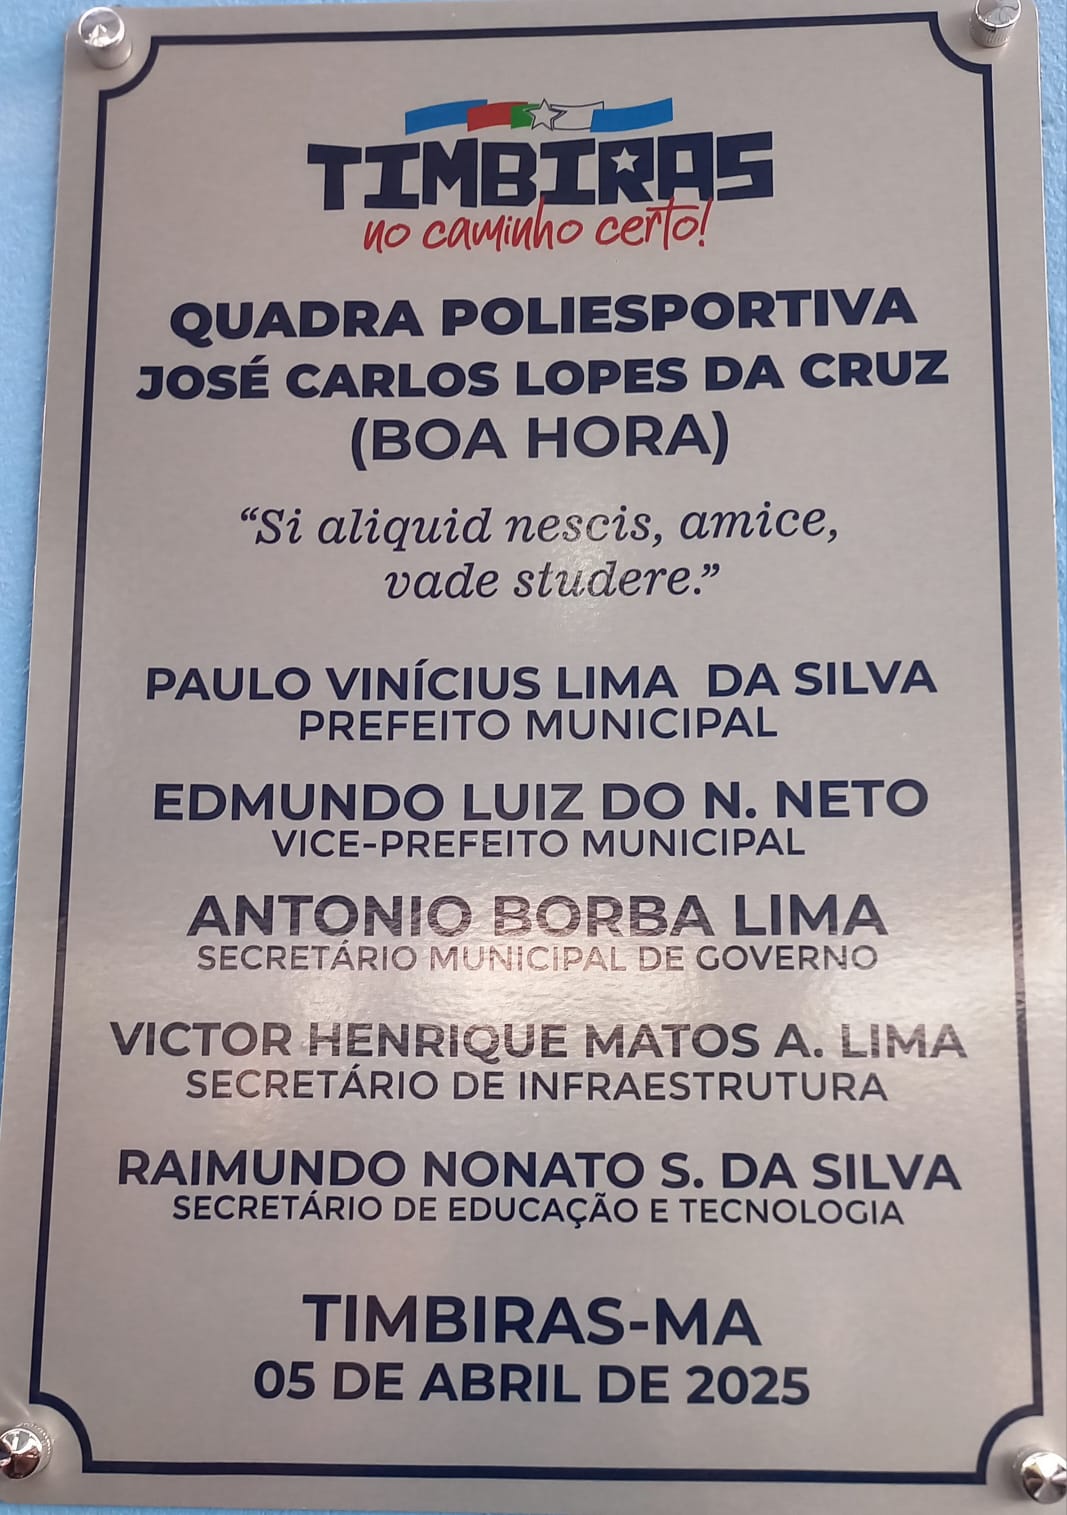 TIMBIRAS
no caminho certo!
QUADRA POLIESPORTIVA
JOSÉ CARLOS LOPES DA CRUZ
(BOA HORA)
“Si aliquid nescis, amice,
vade studere.”
PAULO VINÍCIUS LIMA DA SILVA
PREFEITO MUNICIPAL
EDMUNDO LUIZ DO N. NETO
VICE-PREFEITO MUNICIPAL
ANTONIO BORBA LIMA
SECRETÁRIO MUNICIPAL DE GOVERNO
VICTOR HENRIQUE MATOS A. LIMA
SECRETÁRIO DE INFRAESTRUTURA
RAIMUNDO NONATO S. DA SILVA
SECRETÁRIO DE EDUCAÇÃO E TECNOLOGIA
TIMBIRAS-MA
05 DE ABRIL DE 2025